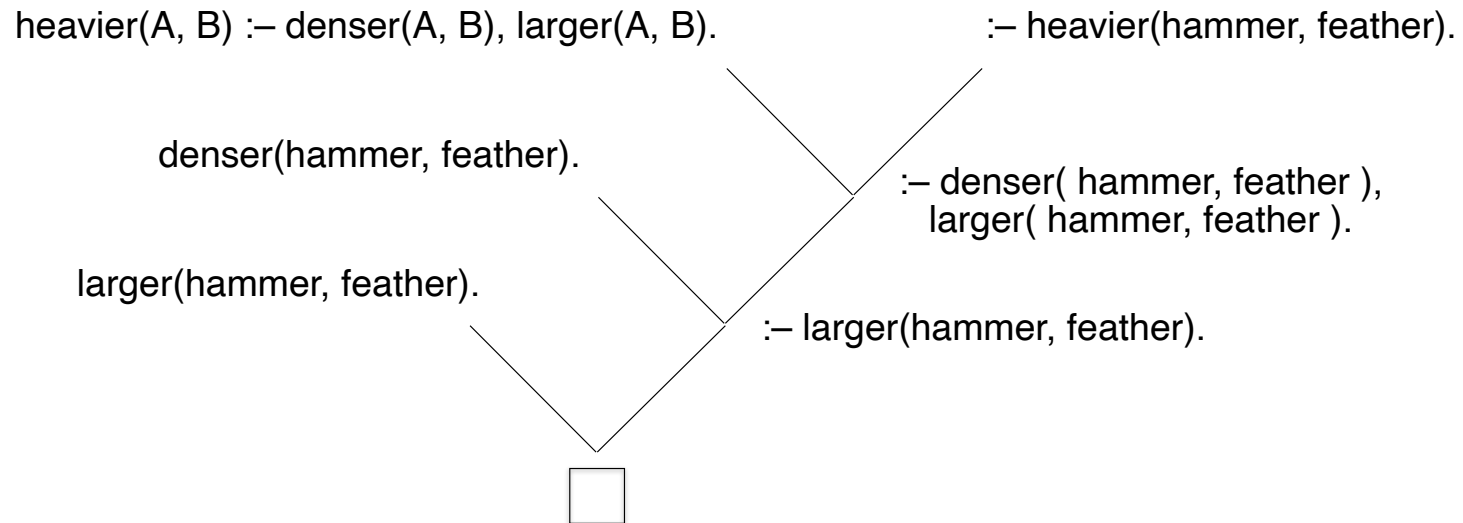 heavier(A, B) :– denser(A, B), larger(A, B).
:– heavier(hammer, feather).
denser(hammer, feather).
:– denser( hammer, feather ),
larger( hammer, feather ).
larger(hammer, feather).
:– larger(hammer, feather).